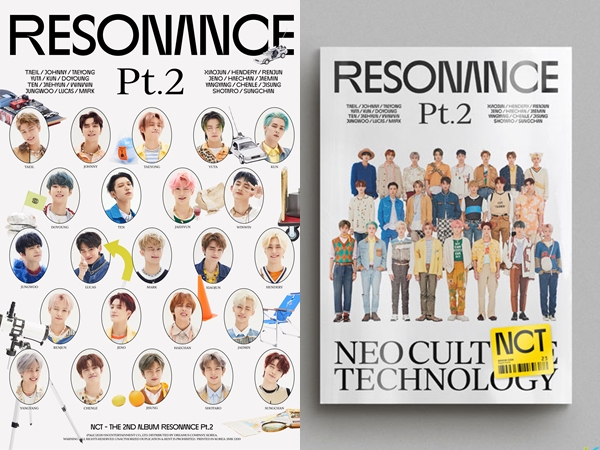 RESONANCE
Pt.2
TAEIL / JOHNNY / TAEYONG
YUTA / KUN / DOYOUNG
TEN / JAEHYUN / WINWIN
JUNGWOO / LUCAS / MARK
XIAOJUN / HENDERY / RENJUN
JENO / HAECHAN / JAEMIN
YANGYANG / CHENLE / JISUNG
SHOTARO / SUNGCHAN
TAEIL JOHNNY TAEYONG YUTA KUN
DOYOUNG TEN JAEHYUN WINWIN
JUNGWOO LUCAS MARK XIAOJUN HENDERY
RENJUN JENO HAECHAN JAEMIN
YANGYANG CHENLE JISUNG SHOTARO SUNGCHAN
NCT - THE 2ND ALBUM RESONANCE Pt.2
RESONANCE
Pt.2
TAEIL / JOHNNY / TAEYONG
YUTA / KUN / DOYOUNG
TEN / JAEHYUN / WINWIN
JUNGWOO / LUCAS / MARK
XIAOJUN / HENDERY / RENJUN
JENO / HAECHAN / JAEMIN
YANGYANG / CHENLE / JISUNG
SHOTARO / SUNGCHAN
NCT
NEO CULTURE
TECHNOLOGY